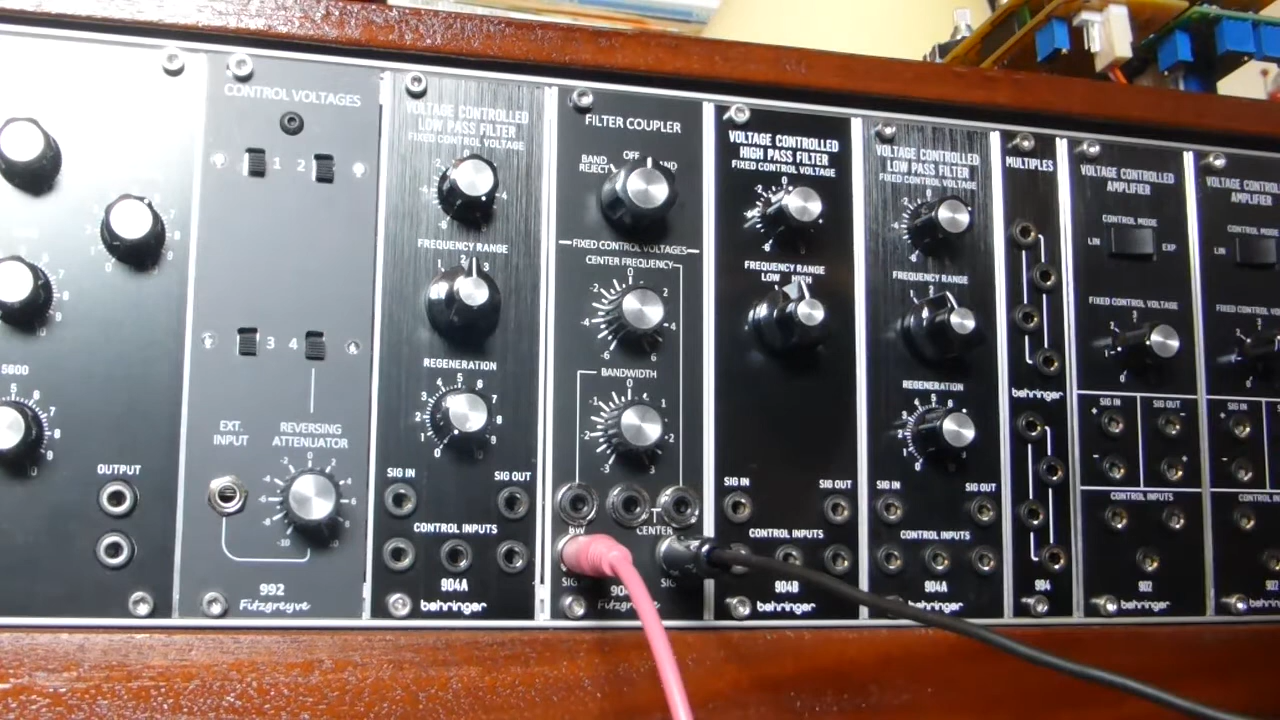 5600
OUTPUT
CONTROL VOLTAGES
1 2
3 4
EXT.
INPUT
REVERSING
ATTENUATOR
992
Fitzgreyve
VOLTAGE CONTROLLED
LOW PASS FILTER
FIXED CONTROL VOLTAGE
FREQUENCY RANGE
1 2 3
REGENERATION
SIG IN
SIG OUT
CONTROL INPUTS
904A
behringer
FILTER COUPLER
BAND
REJECT
OFF
FIXED CONTROL VOLTAGES
CENTER FREQUENCY
BANDWIDTH
BW
CENTER
SIG
SIG
VOLTAGE CONTROLLED
HIGH PASS FILTER
FIXED CONTROL VOLTAGE
FREQUENCY RANGE
LOW HIGH
SIG IN
SIG OUT
CONTROL INPUTS
904B
behringer
VOLTAGE CONTROLLED
LOW PASS FILTER
FIXED CONTROL VOLTAGE
FREQUENCY RANGE
REGENERATION
SIG IN
SIG OUT
CONTROL INPUTS
904A
behringer
MULTIPLES
behringer
994
VOLTAGE CONTROLLED
AMPLIFIER
CONTROL MODE
LIN EXP
FIXED CONTROL VOLTAGE
SIG IN
SIG OUT
CONTROL INPUTS
902
behringer
AMPLIFIER
CONTROL MODE
LIN
SIG IN
behringer